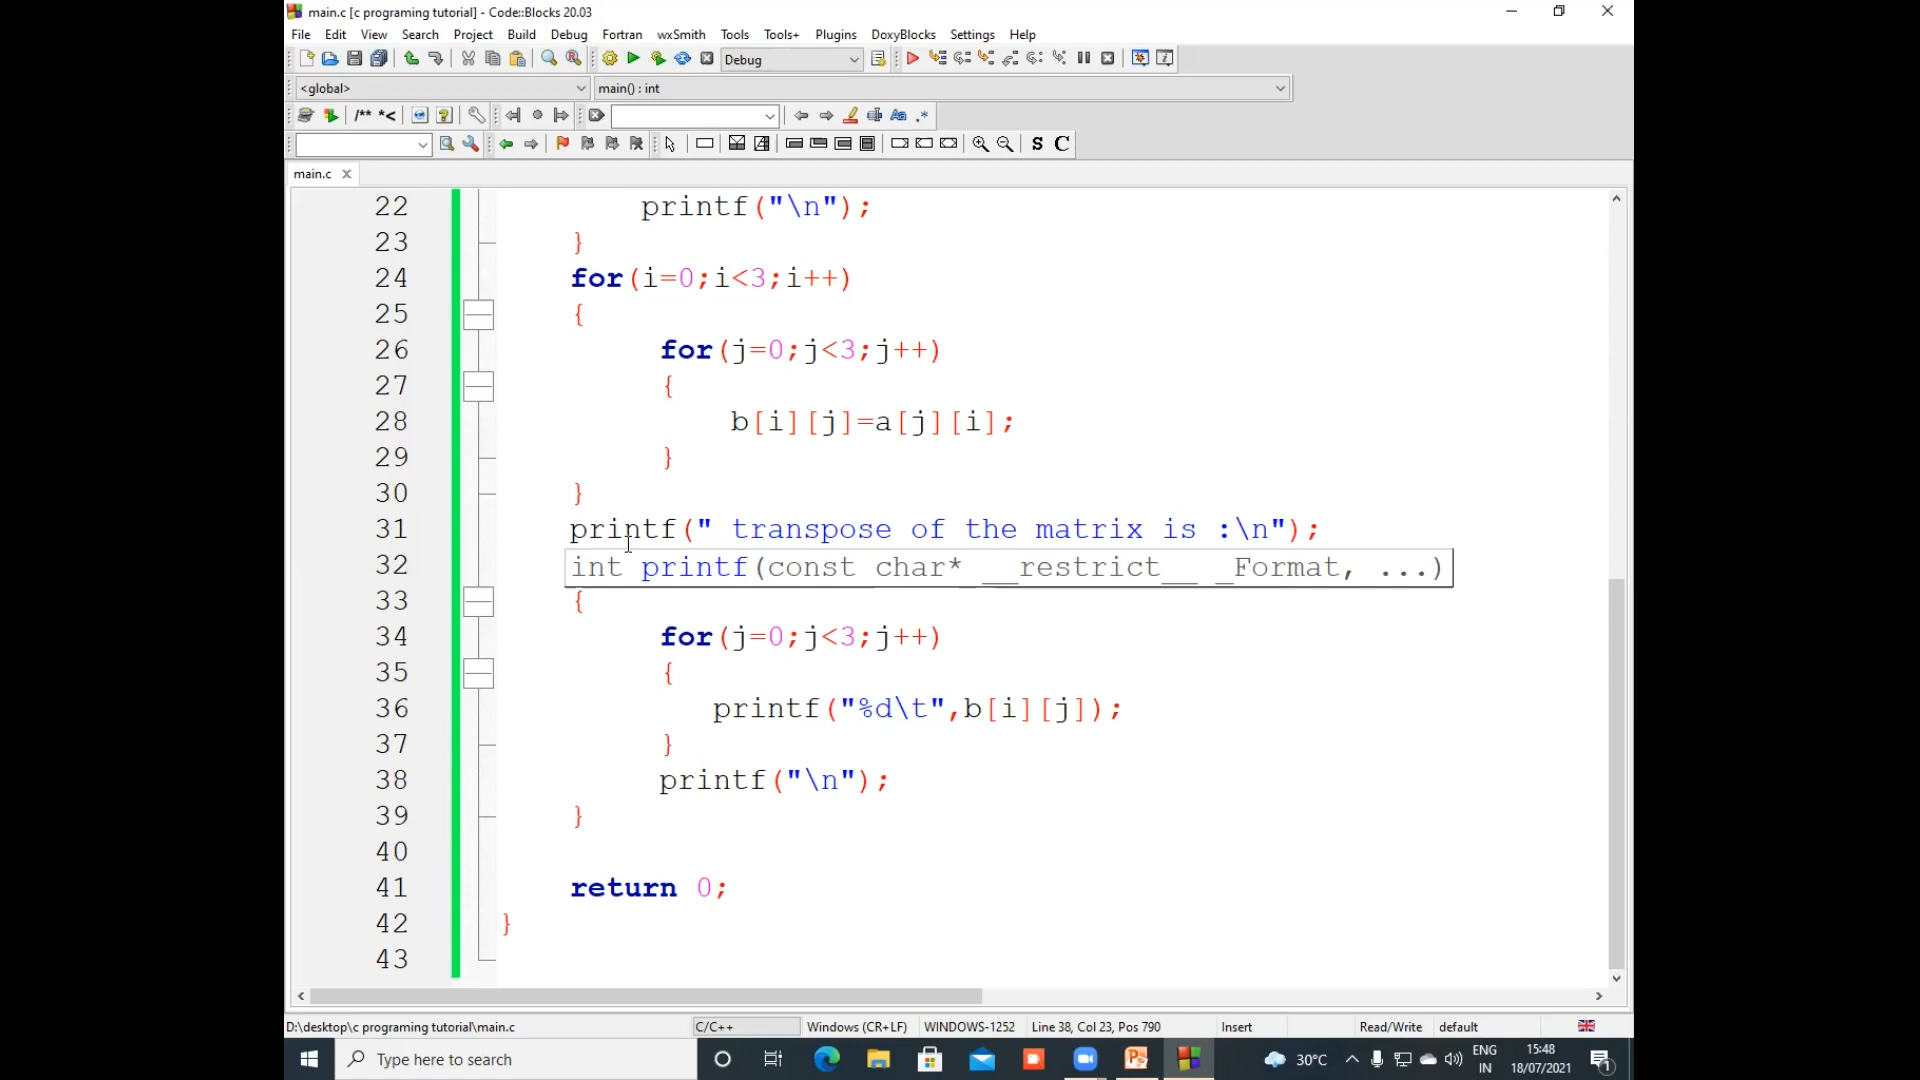 main.c [c programing tutorial] - Code::Blocks 20.03
File Edit View Search Project Build Debug Fortran wxSmith Tools Tools+ Plugins DoxyBlocks Settings Help
Debug
<global> main() : int
/** *<
Aa .*
S C
main.c
22 printf("\n");
23 }
24 for(i=0;i<3;i++)
25 {
26 for(j=0;j<3;j++)
27 {
28 b[i][j]=a[j][i];
29 }
30 }
31 printf(" transpose of the matrix is :\n");
32 int printf(const char* __restrict__ _Format, ...)
33 {
34 for(j=0;j<3;j++)
35 {
36 printf("%d\t",b[i][j]);
37 }
38 printf("\n");
39 }
40
41 return 0;
42 }
43
D:\desktop\c programing tutorial\main.c C/C++ Windows (CR+LF) WINDOWS-1252 Line 38, Col 23, Pos 790 Insert Read/Write default
Type here to search 30°C ENG IN 15:48 18/07/2021 1